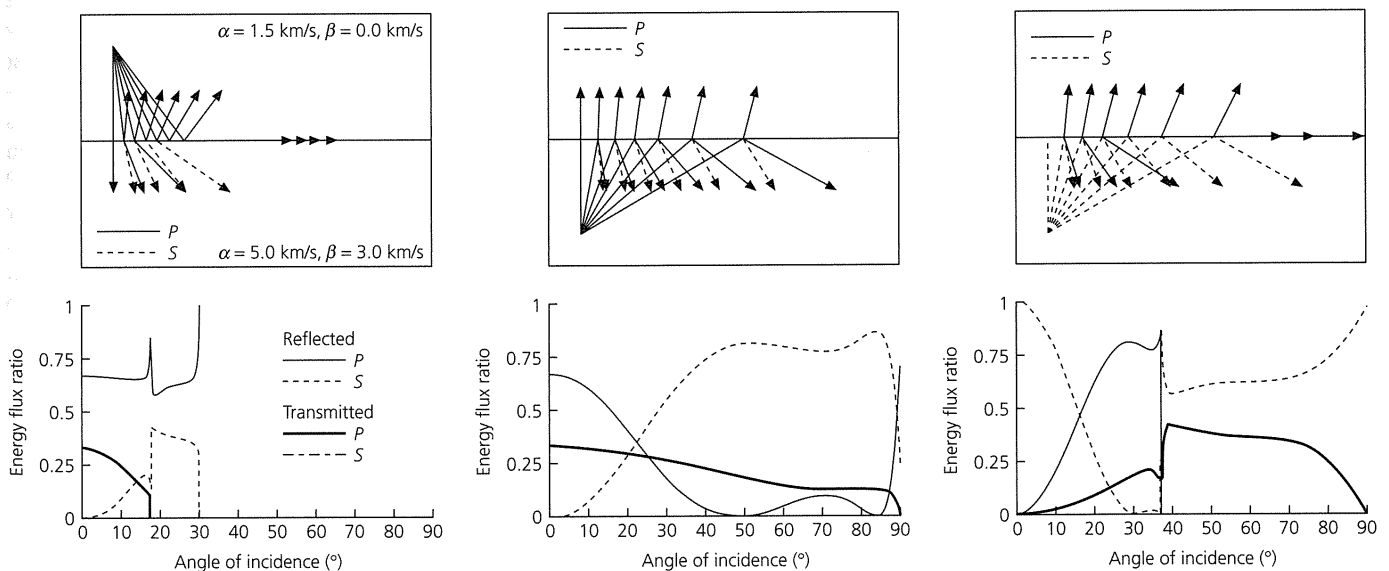 α = 1.5 km/s, β = 0.0 km/s
P
S
α = 5.0 km/s, β = 3.0 km/s
P
S
P
S
1
0.75
0.5
0.25
0
Energy flux ratio
Reflected
P
S
Transmitted
P
S
0 10 20 30 40 50 60 70 80 90
Angle of incidence (°)
1
0.75
0.5
0.25
0
Energy flux ratio
0 10 20 30 40 50 60 70 80 90
Angle of incidence (°)
1
0.75
0.5
0.25
0
Energy flux ratio
0 10 20 30 40 50 60 70 80 90
Angle of incidence (°)